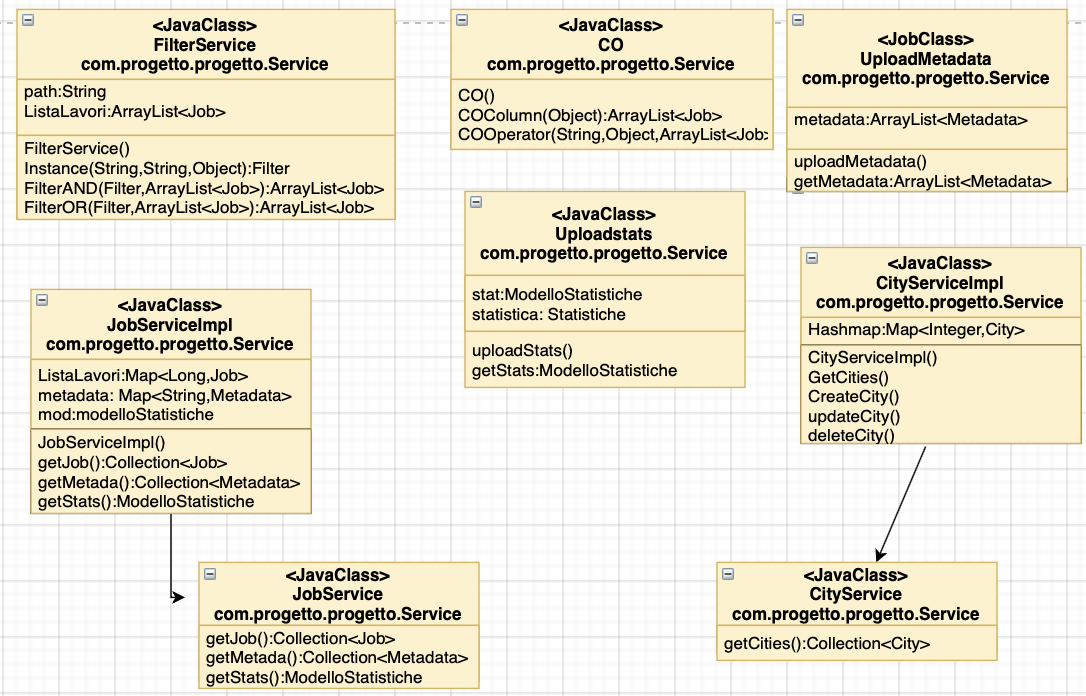 <JavaClass>
FilterService
com.progetto.progetto.Service
path:String
ListaLavori:ArrayList<Job>
FilterService()
Instance(String,String,Object):Filter
FilterAND(Filter,ArrayList<Job>):ArrayList<Job>
FilterOR(Filter,ArrayList<Job>):ArrayList<Job>
<JavaClass>
CO
com.progetto.progetto.Service
CO()
COColumn(Object):ArrayList<Job>
COOperator(String,Object,ArrayList<Job>
<JobClass>
UploadMetadata
com.progetto.progetto.Service
metadata:ArrayList<Metadata>
uploadMetadata()
getMetadata:ArrayList<Metadata>
<JavaClass>
Uploadstats
com.progetto.progetto.Service
stat:ModelloStatistiche
statistica: Statistiche
uploadStats()
getStats:ModelloStatistiche
<JavaClass>
CityServiceImpl
com.progetto.progetto.Service
Hashmap:Map<Integer,City>
CityServiceImpl()
GetCities()
CreateCity()
updateCity()
deleteCity()
<JavaClass>
JobServiceImpl
com.progetto.progetto.Service
ListaLavori:Map<Long,Job>
metadata: Map<String,Metadata>
mod:modelloStatistiche
JobServiceImpl()
getJob():Collection<Job>
getMetada():Collection<Metadata>
getStats():ModelloStatistiche
<JavaClass>
JobService
com.progetto.progetto.Service
getJob():Collection<Job>
getMetada():Collection<Metadata>
getStats():ModelloStatistiche
<JavaClass>
CityService
com.progetto.progetto.Service
getCities():Collection<City>